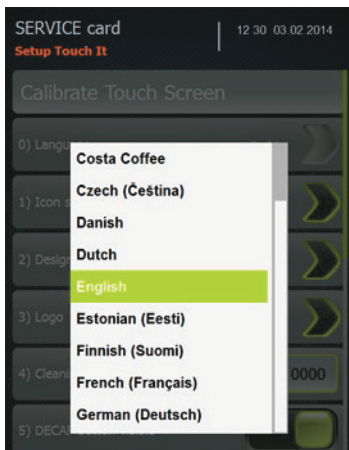 SERVICE card
12 30 03.02.2014
Setup Touch It
Calibrate Touch Screen
0) Langu
Costa Coffee
Czech (Čeština)
1) Icon s
Danish
Dutch
2) Design
English
3) Logo
Estonian (Eesti)
Finnish (Suomi)
4) Cleani
0000
French (Français)
German (Deutsch)
5) DECAF